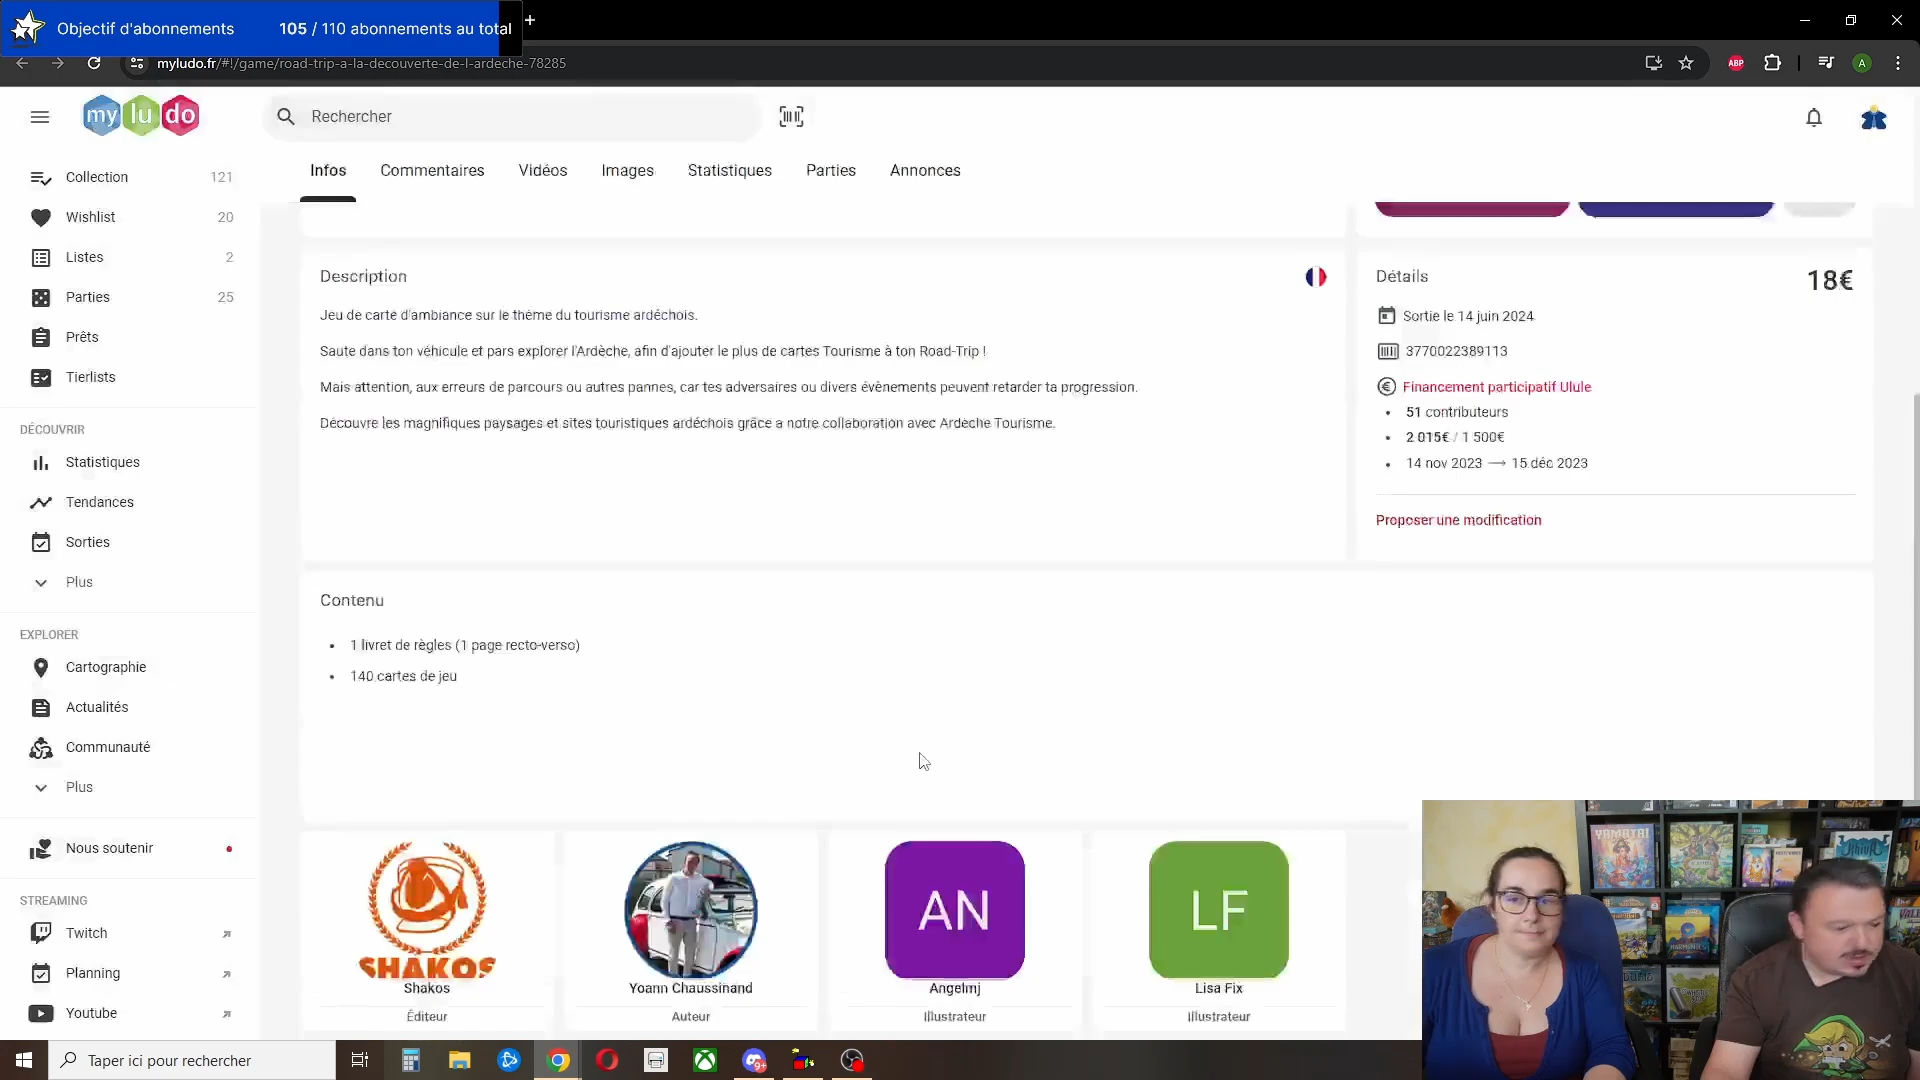 Objectif d'abonnements
105 / 110 abonnements au total
myludo.fr/#!/game/road-trip-a-la-decouverte-de-l-ardeche-78285
ABP
A
my lu do
Rechercher
Infos
Commentaires
Vidéos
Images
Statistiques
Parties
Annonces
Collection 121
Wishlist 20
Listes 2
Parties 25
Prêts
Tierlists
DÉCOUVRIR
Statistiques
Tendances
Sorties
Plus
EXPLORER
Cartographie
Actualités
Communauté
Plus
Nous soutenir
STREAMING
Twitch
Planning
Youtube
Description
Jeu de carte d'ambiance sur le thème du tourisme ardéchois.
Saute dans ton véhicule et pars explorer l'Ardèche, afin d'ajouter le plus de cartes Tourisme à ton Road-Trip !
Mais attention, aux erreurs de parcours ou autres pannes, car tes adversaires ou divers évènements peuvent retarder ta progression.
Découvre les magnifiques paysages et sites touristiques ardéchois grâce a notre collaboration avec Ardèche Tourisme.
Détails
18€
Sortie le 14 juin 2024
3770022389113
Financement participatif Ulule
51 contributeurs
2 015€ / 1 500€
14 nov 2023 → 15 déc 2023
Proposer une modification
Contenu
1 livret de règles (1 page recto-verso)
140 cartes de jeu
SHAKOS
Shakos
Éditeur
Yoann Chaussinand
Auteur
AN
Angelmj
Illustrateur
LF
Lisa Fix
Illustrateur
YAMATAI
HARMONIES
Taper ici pour rechercher
9+